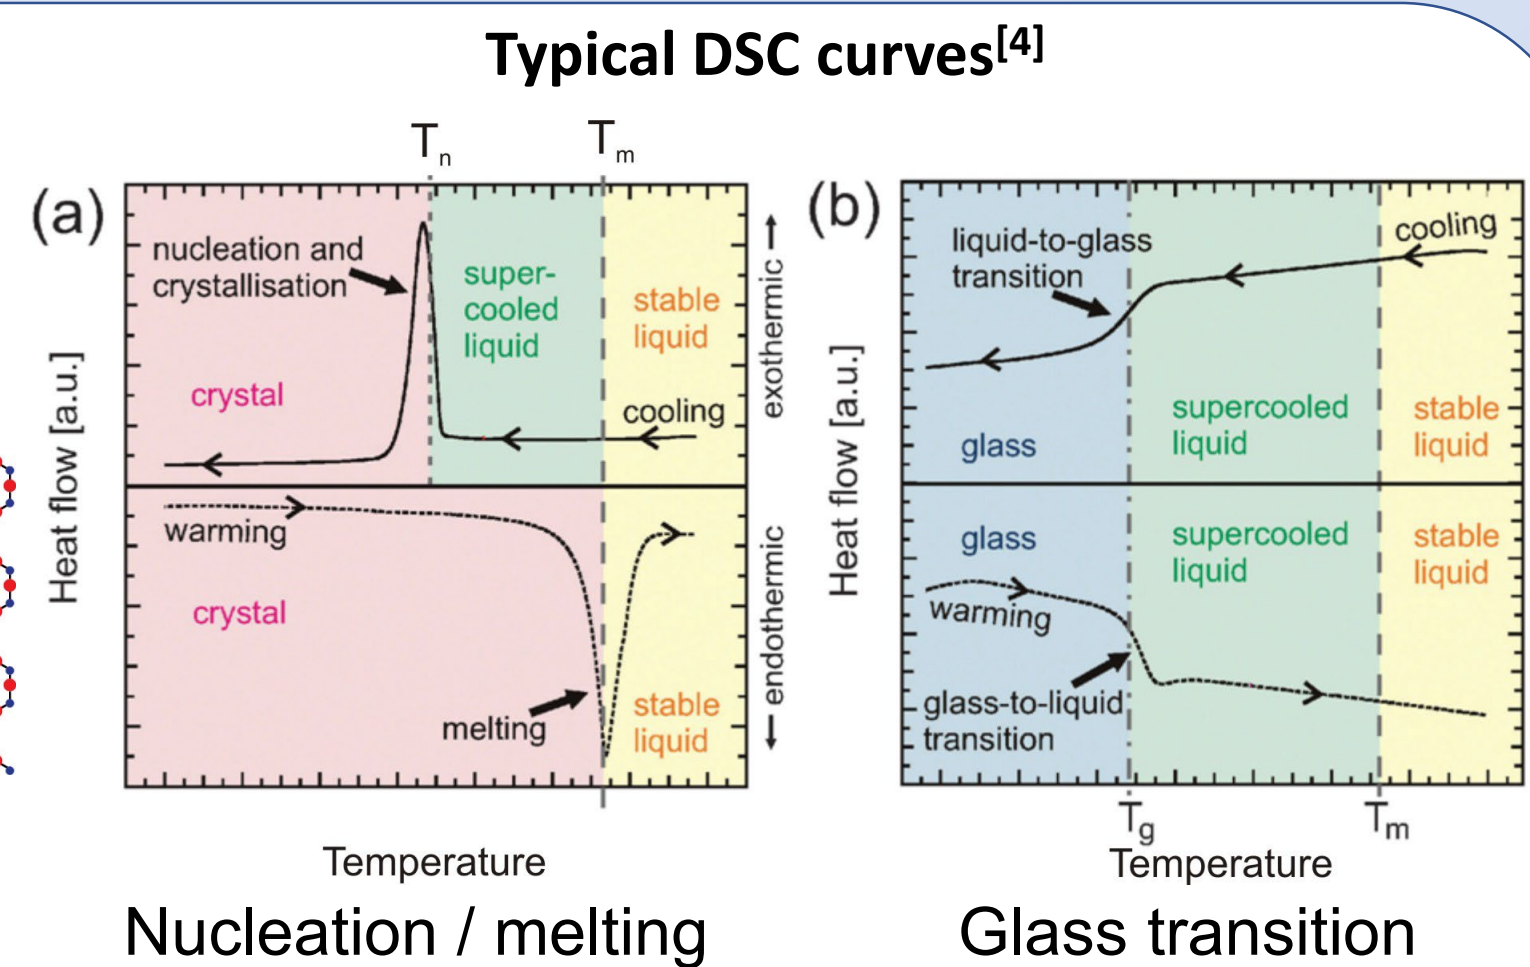 Typical DSC curves[4]
(a)
Tn
Tm
nucleation and
crystallisation
super-
cooled
liquid
stable
liquid
crystal
cooling
warming
crystal
melting
stable
liquid
Heat flow [a.u.]
exothermic →
← endothermic
Temperature
Nucleation / melting
(b)
liquid-to-glass
transition
cooling
glass
supercooled
liquid
stable
liquid
glass
supercooled
liquid
stable
liquid
warming
glass-to-liquid
transition
Heat flow [a.u.]
Tg
Tm
Temperature
Glass transition